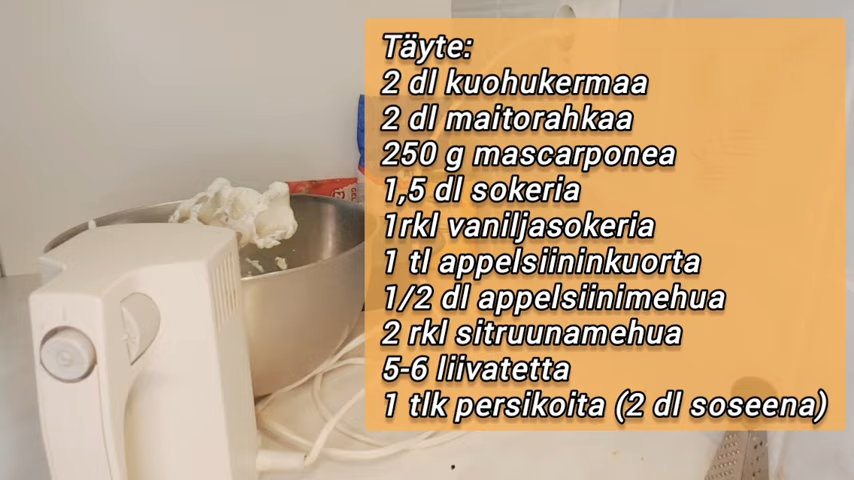 Täyte:
2 dl kuohukermaa
2 dl maitorahkaa
250 g mascarponea
1,5 dl sokeria
1rkl vaniljasokeria
1 tl appelsiininkuorta
1/2 dl appelsiinimehua
2 rkl sitruunamehua
5-6 liivatetta
1 tlk persikoita (2 dl soseena)